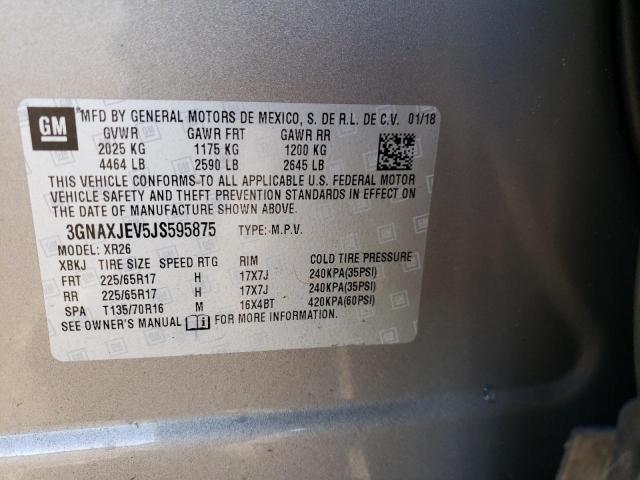 GM
MFD BY GENERAL MOTORS DE MEXICO, S. DE R.L. DE C.V. 01/18
GVWR GAWR FRT GAWR RR
2025 KG 1175 KG 1200 KG
4464 LB 2590 LB 2645 LB
THIS VEHICLE CONFORMS TO ALL APPLICABLE U.S. FEDERAL MOTOR
VEHICLE SAFETY AND THEFT PREVENTION STANDARDS IN EFFECT ON
THE DATE OF MANUFACTURE SHOWN ABOVE.
3GNAXJEV5JS595875 TYPE: M.P.V.
MODEL: XR26
XBKJ TIRE SIZE SPEED RTG RIM COLD TIRE PRESSURE
FRT 225/65R17 H 17X7J 240KPA(35PSI)
RR 225/65R17 H 17X7J 240KPA(35PSI)
SPA T135/70R16 M 16X4BT 420KPA(60PSI)
SEE OWNER'S MANUAL FOR MORE INFORMATION.